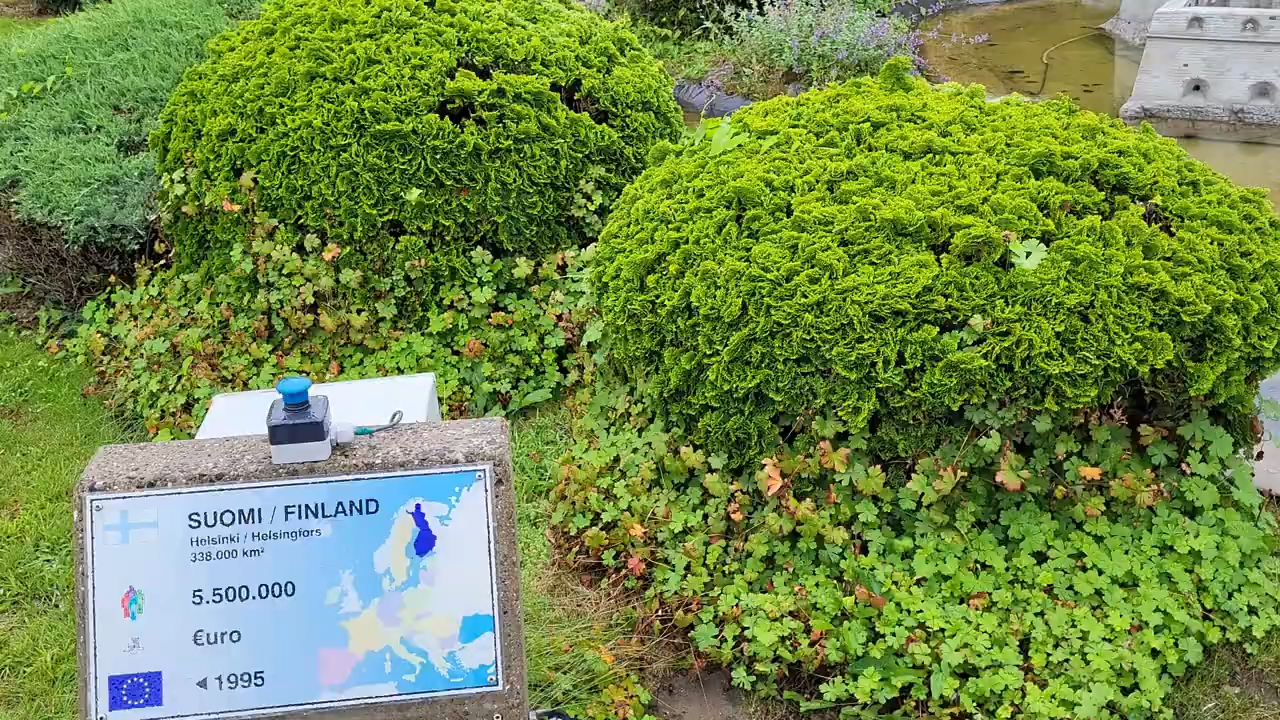 SUOMI / FINLAND
Helsinki / Helsingfors
338.000 km²
5.500.000
€uro
◄ 1995